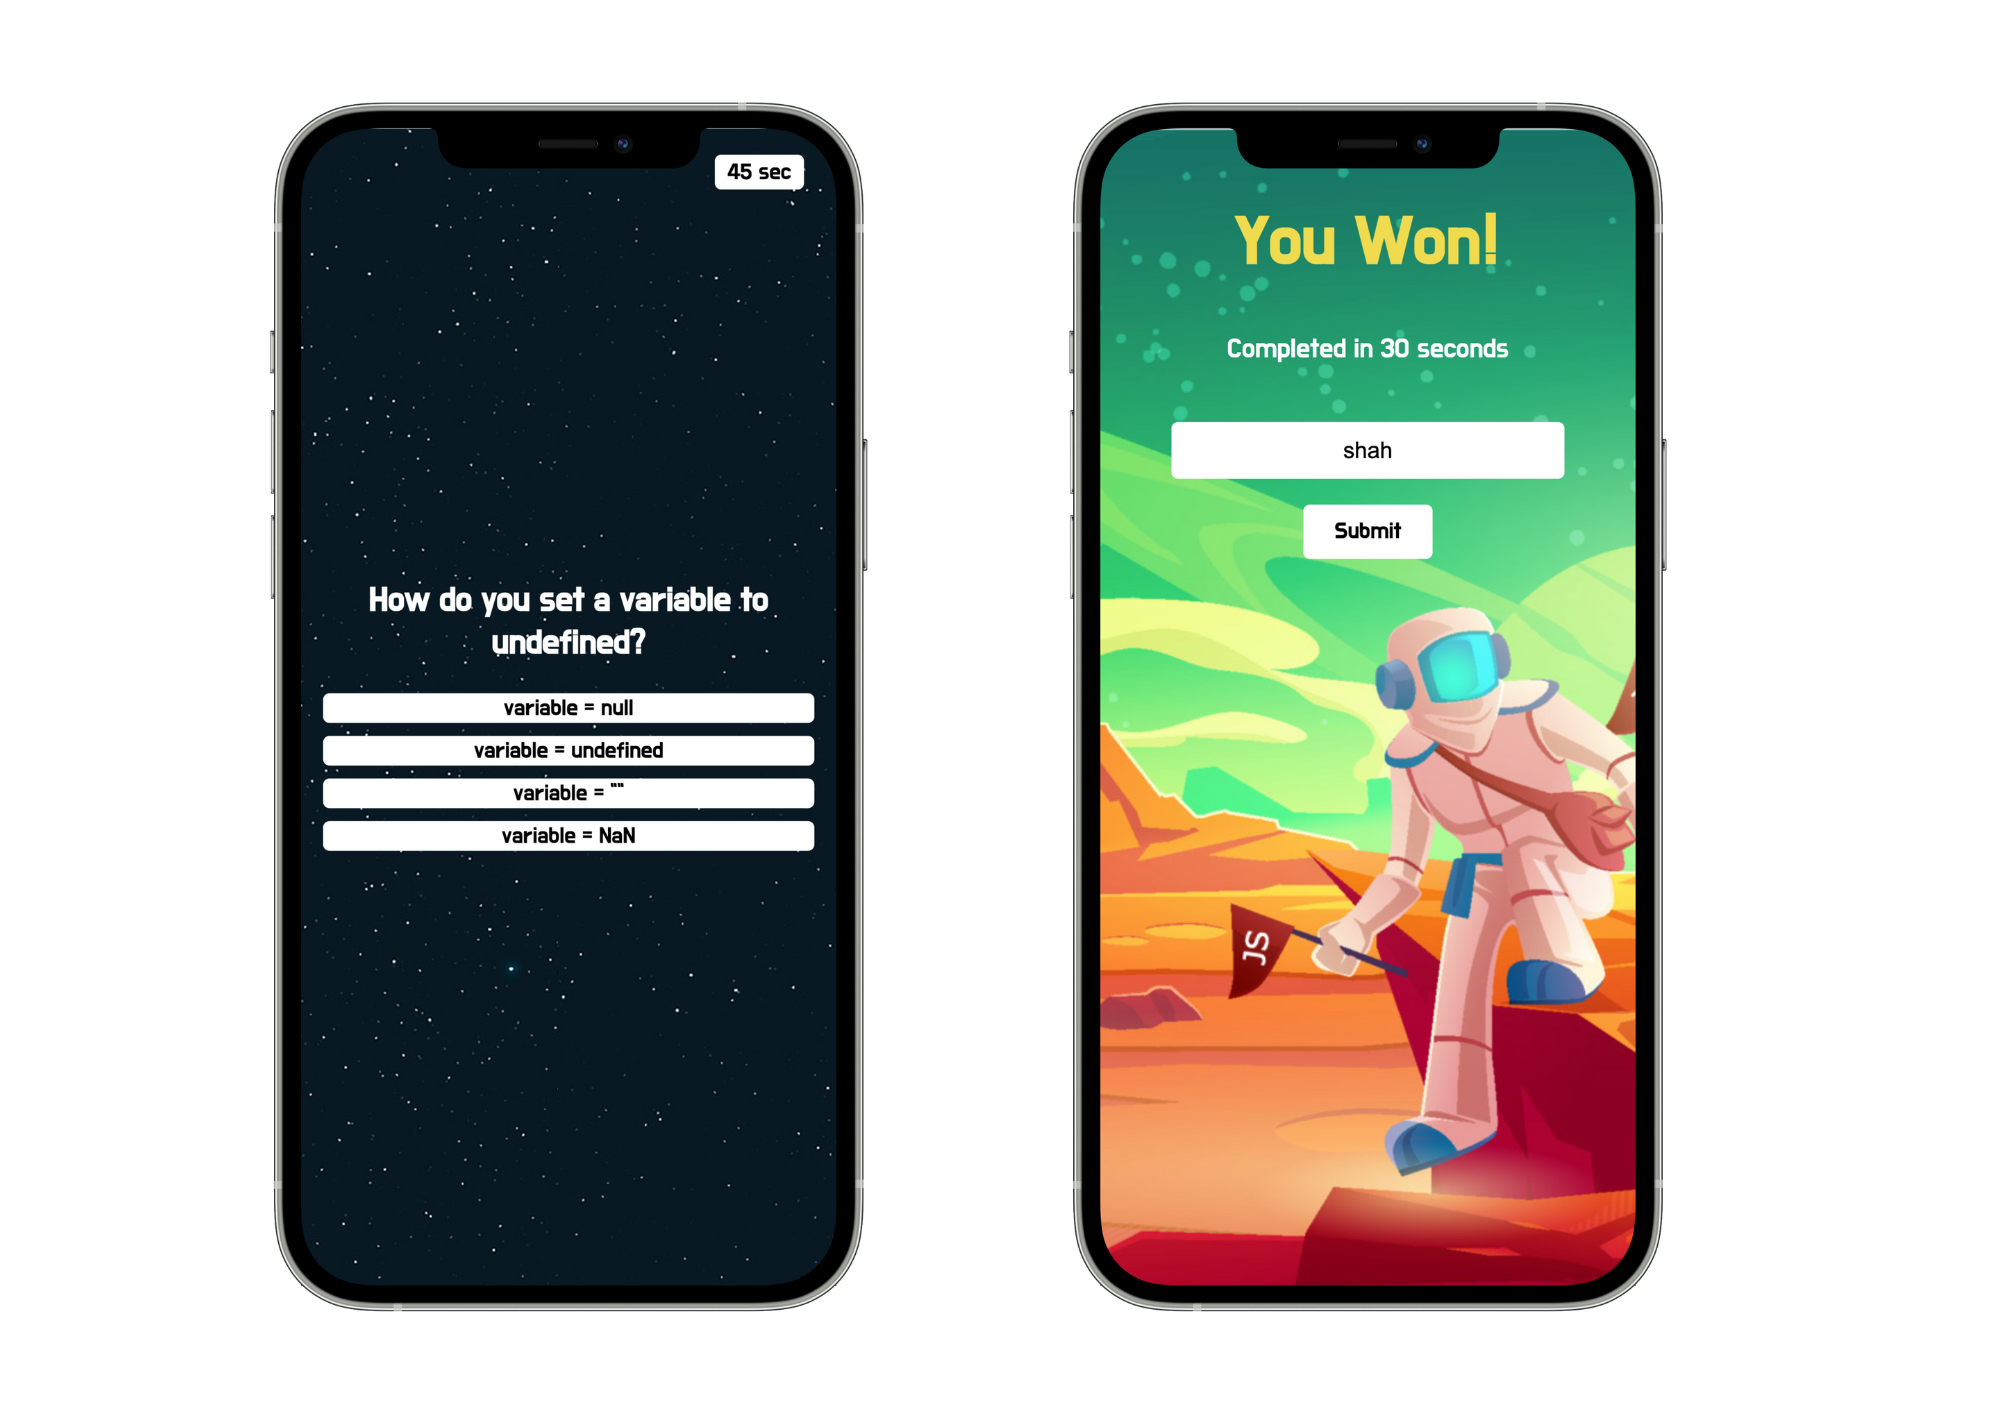 45 sec
How do you set a variable to
undefined?
variable = null
variable = undefined
variable = ""
variable = NaN
You Won!
Completed in 30 seconds
shah
Submit
JS